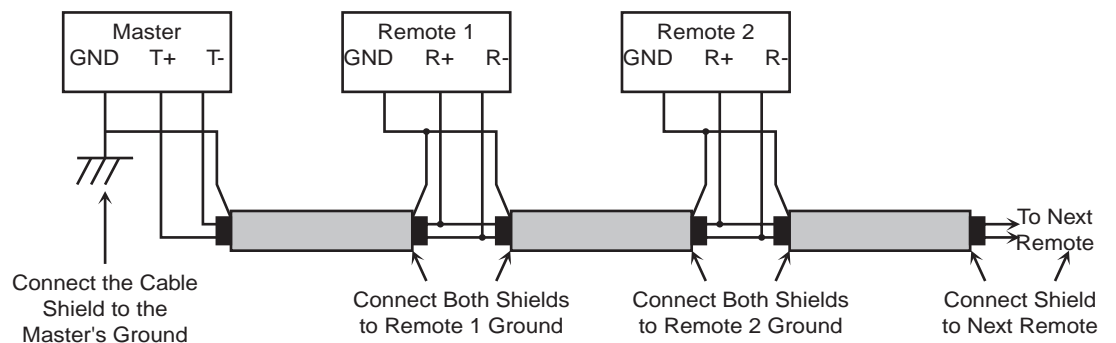 Master
GND T+ T-
Remote 1
GND R+ R-
Remote 2
GND R+ R-
To Next
Remote
Connect the Cable
Shield to the
Master's Ground
Connect Both Shields
to Remote 1 Ground
Connect Both Shields
to Remote 2 Ground
Connect Shield
to Next Remote